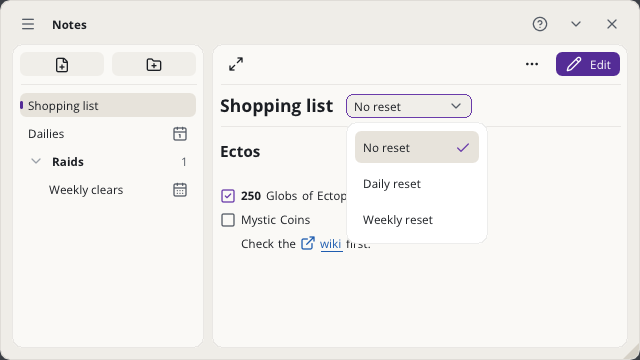 Notes
Edit
Shopping list
Dailies
Raids 1
Weekly clears
Shopping list No reset
No reset
Daily reset
Weekly reset
Ectos
250 Globs of
Mystic Coins
Check the wiki first.